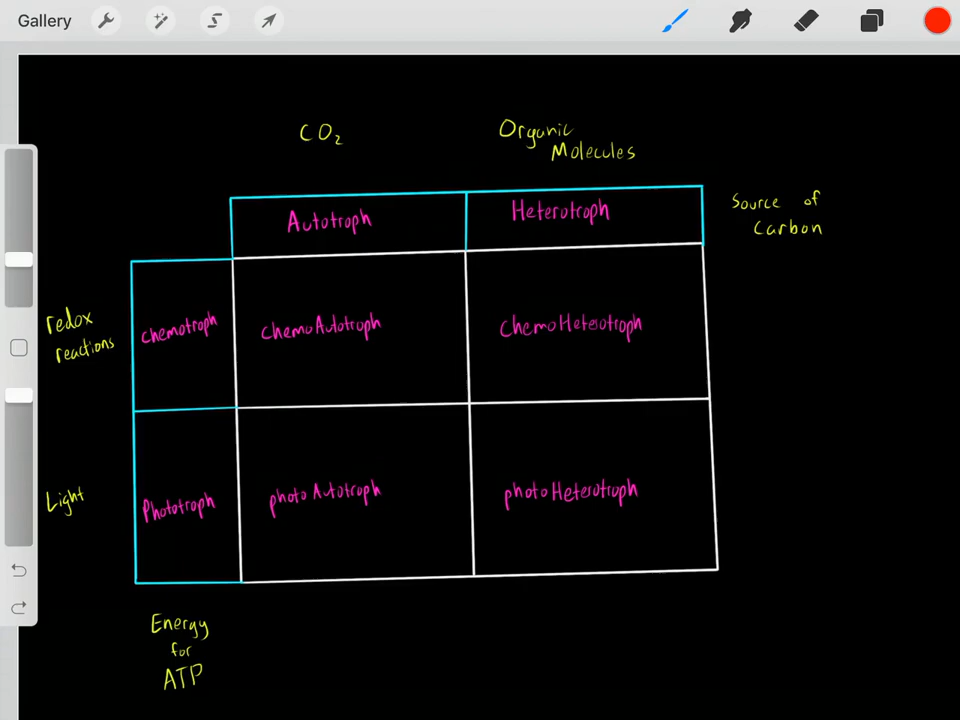 Gallery
CO₂
Organic
Molecules
Autotroph
Heterotroph
Source of
Carbon
redox
reactions
chemotroph
chemoAutotroph
ChemoHeterotroph
Light
Phototroph
photoAutotroph
photoHeterotroph
Energy
for
ATP